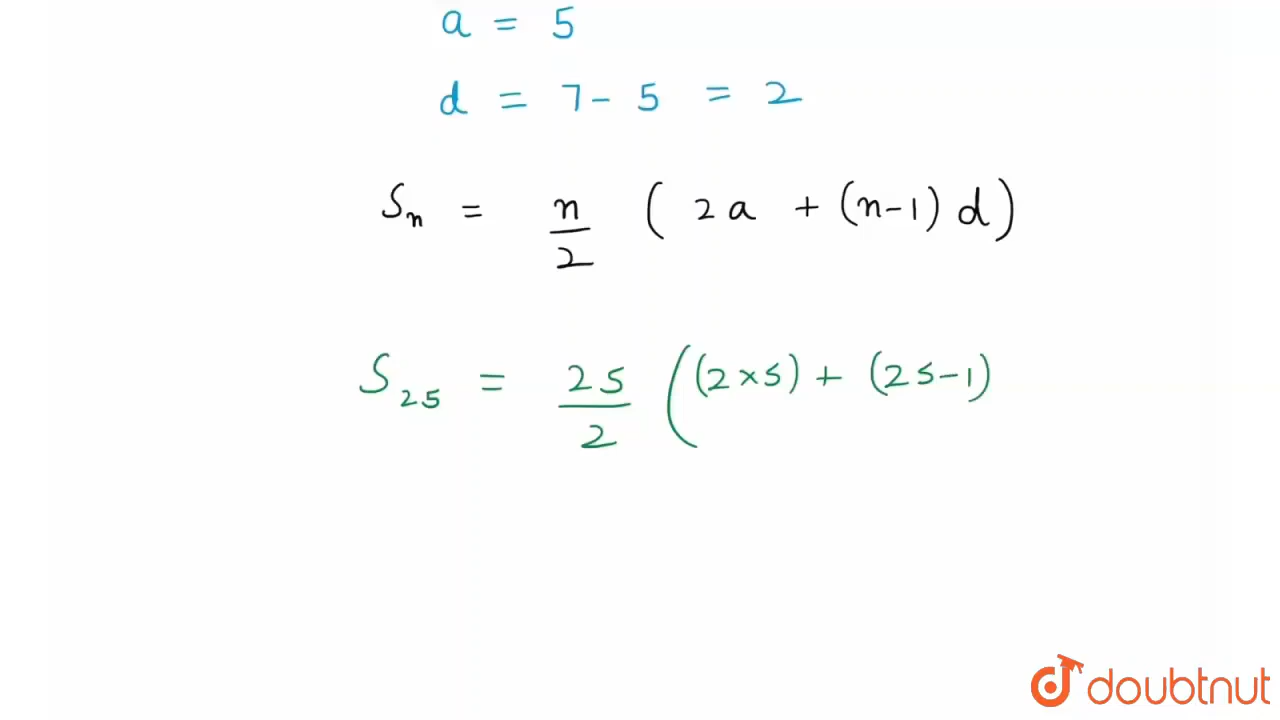 a = 5
d = 7 - 5 = 2
Sn = n/2 ( 2a + (n-1) d )
S25 = 25/2 ( (2×5) + (25-1)
doubtnut